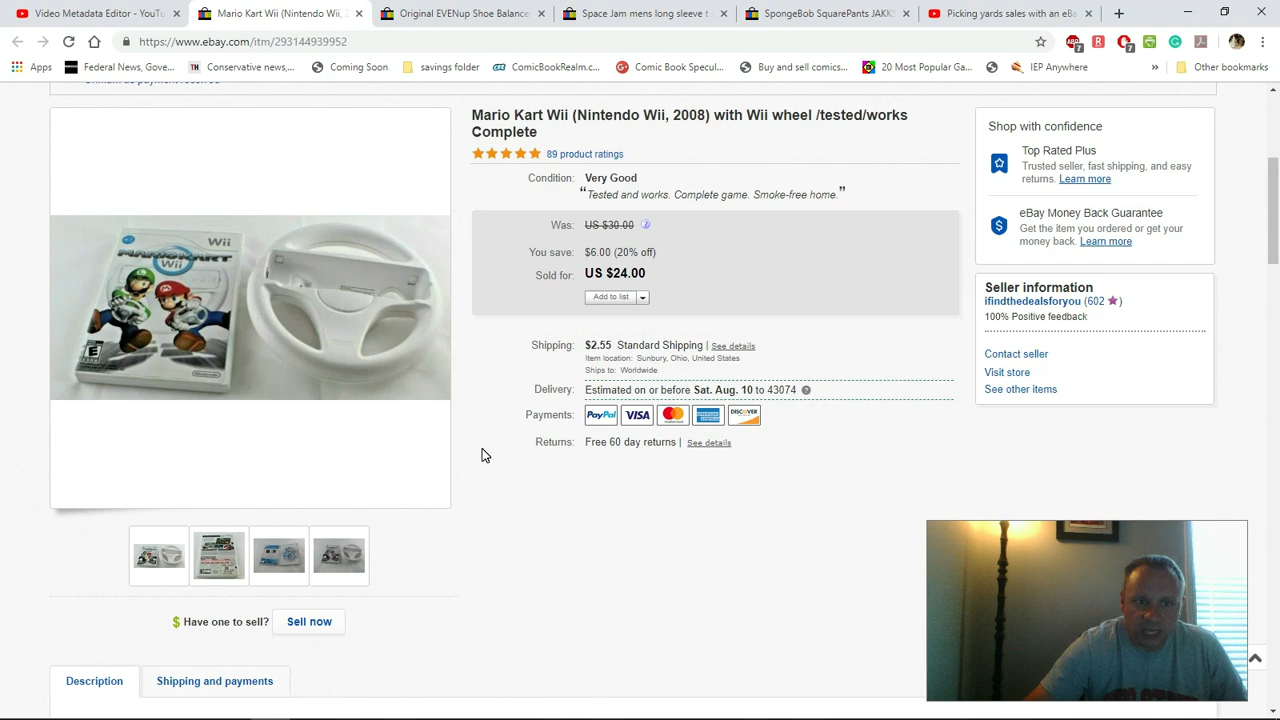 Video Metadata Editor - YouTu
Mario Kart Wii (Nintendo Wii, 2
Original EVERup Shoe Balance
Space Jam mens long sleeve t
SpongeBob SquarePants JAKK
Picking yards sales with an eBa
https://www.ebay.com/itm/293144939952
Apps
Federal News, Gove...
Conservative news,...
Coming Soon
savings folder
ComicBookRealm.c...
Comic Book Specul...
Buy and sell comics...
20 Most Popular Ga...
IEP Anywhere
»
Other bookmarks
Mario Kart Wii (Nintendo Wii, 2008) with Wii wheel /tested/works
Complete
89 product ratings
Condition: Very Good
“Tested and works. Complete game. Smoke-free home.”
Was: US $30.00
You save: $6.00 (20% off)
Sold for: US $24.00
Add to list
Shipping: $2.55 Standard Shipping | See details
Item location: Sunbury, Ohio, United States
Ships to: Worldwide
Delivery: Estimated on or before Sat. Aug. 10 to 43074
Payments: PayPal VISA MasterCard DISCOVER
Returns: Free 60 day returns | See details
Shop with confidence
Top Rated Plus
Trusted seller, fast shipping, and easy
returns. Learn more
eBay Money Back Guarantee
Get the item you ordered or get your
money back. Learn more
Seller information
ifindthedealsforyou (602 )
100% Positive feedback
Contact seller
Visit store
See other items
Wii
MARIOKART
Wii
E
Nintendo
$ Have one to sell? Sell now
Description
Shipping and payments